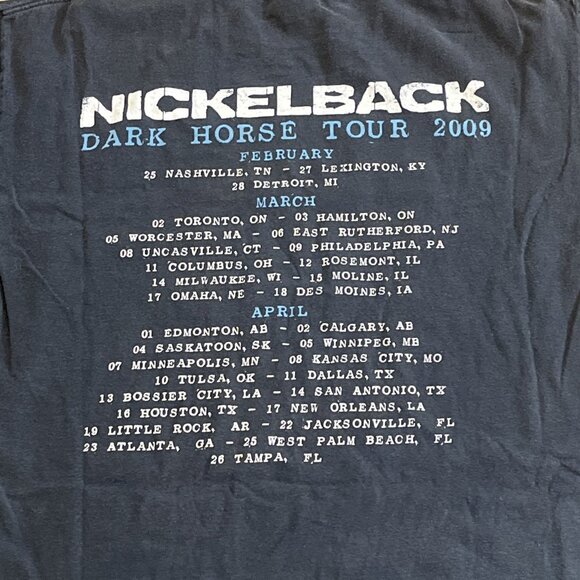 NICKELBACK
DARK HORSE TOUR 2009
FEBRUARY
25 NASHVILLE, TN - 27 LEXINGTON, KY
28 DETROIT, MI
MARCH
02 TORONTO, ON - 03 HAMILTON, ON
05 WORCESTER, MA - 06 EAST RUTHERFORD, NJ
08 UNCASVILLE, CT - 09 PHILADELPHIA, PA
11 COLUMBUS, OH - 12 ROSEMONT, IL
14 MILWAUKEE, WI - 15 MOLINE, IL
17 OMAHA, NE - 18 DES MOINES, IA
APRIL
01 EDMONTON, AB - 02 CALGARY, AB
04 SASKATOON, SK - 05 WINNIPEG, MB
07 MINNEAPOLIS, MN - 08 KANSAS CITY, MO
10 TULSA, OK - 11 DALLAS, TX
13 BOSSIER CITY, LA - 14 SAN ANTONIO, TX
16 HOUSTON, TX - 17 NEW ORLEANS, LA
19 LITTLE ROCK, AR - 22 JACKSONVILLE, FL
23 ATLANTA, GA - 25 WEST PALM BEACH, FL
26 TAMPA, FL